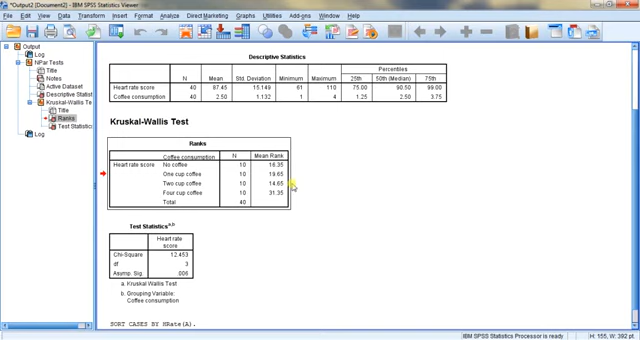 *Output2 [Document2] - IBM SPSS Statistics Viewer
File Edit View Data Transform Insert Format Analyze Direct Marketing Graphs Utilities Add-ons Window Help
Output
Log
NPar Tests
Title
Notes
Active Dataset
Descriptive Statistics
Kruskal-Wallis Te
Title
Ranks
Test Statistics
Log
Descriptive Statistics
Percentiles
N Mean Std. Deviation Minimum Maximum 25th 50th (Median) 75th
Heart rate score 40 87.45 15.149 61 110 75.00 90.50 99.00
Coffee consumption 40 2.50 1.132 1 4 1.25 2.50 3.75
Kruskal-Wallis Test
Ranks
Coffee consumption N Mean Rank
Heart rate score No coffee 10 16.35
One cup coffee 10 19.65
Two cup coffee 10 14.65
Four cup coffee 10 31.35
Total 40
Test Statistics a,b
Heart rate
score
Chi-Square 12.453
df 3
Asymp. Sig. .006
a. Kruskal Wallis Test
b. Grouping Variable:
Coffee consumption
SORT CASES BY HRate(A).
IBM SPSS Statistics Processor is ready H: 155, W: 392 pt.